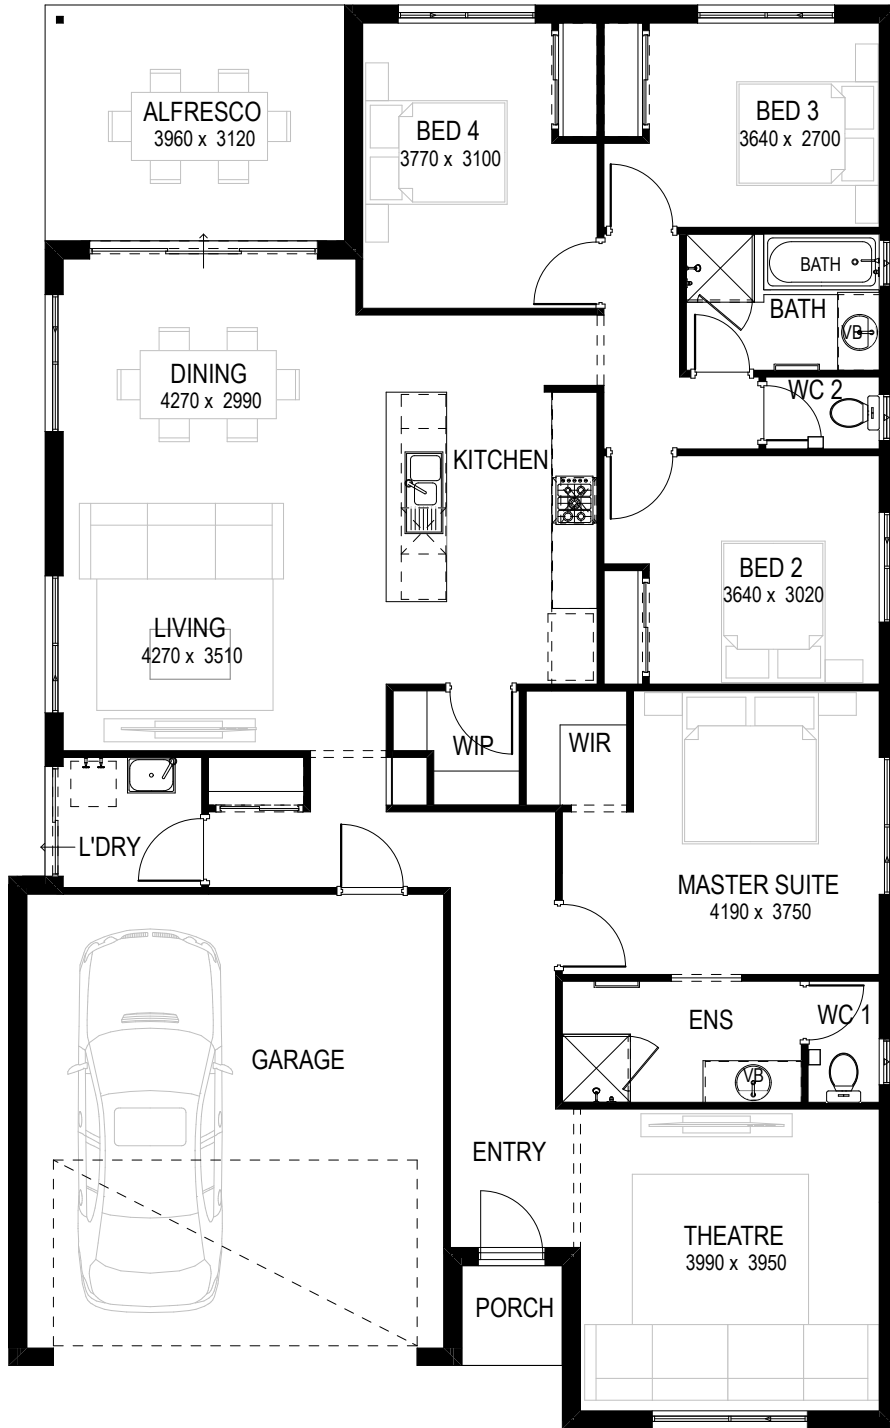 ALFRESCO
3960 x 3120
BED 4
3770 x 3100
BED 3
3640 x 2700
BATH
BATH
VB
DINING
4270 x 2990
WC 2
KITCHEN
BED 2
3640 x 3020
LIVING
4270 x 3510
WIP
WIR
L'DRY
MASTER SUITE
4190 x 3750
ENS
WC 1
VB
GARAGE
ENTRY
THEATRE
3990 x 3950
PORCH